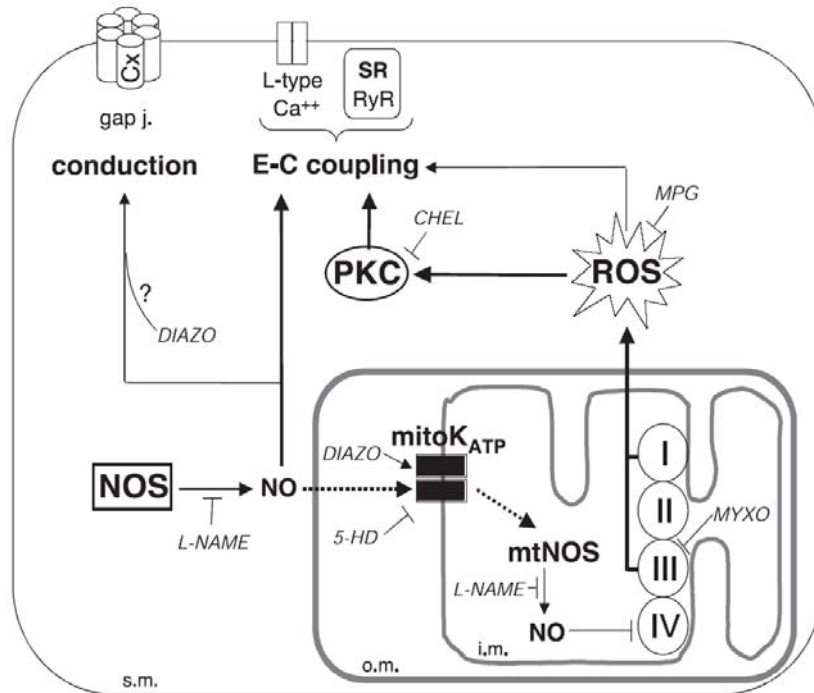 Cx
gap j.
L-type
Ca++
SR
RyR
conduction
E-C coupling
MPG
CHEL
PKC
ROS
?
DIAZO
mitoKATP
DIAZO
I
NOS
NO
II
MYXO
L-NAME
5-HD
mtNOS
III
L-NAME
NO
IV
i.m.
o.m.
s.m.